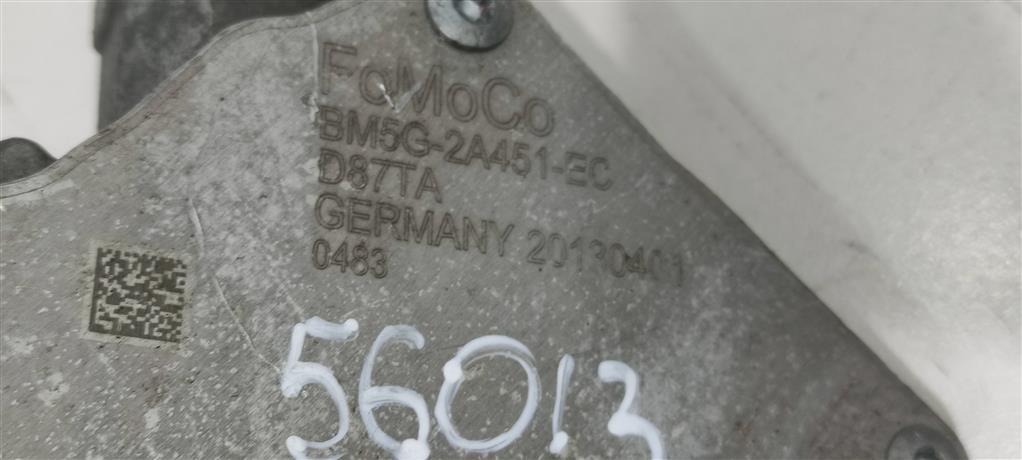 FoMoCo
BM5G-2A451-EC
D87TA
GERMANY 20130401
0483
56013